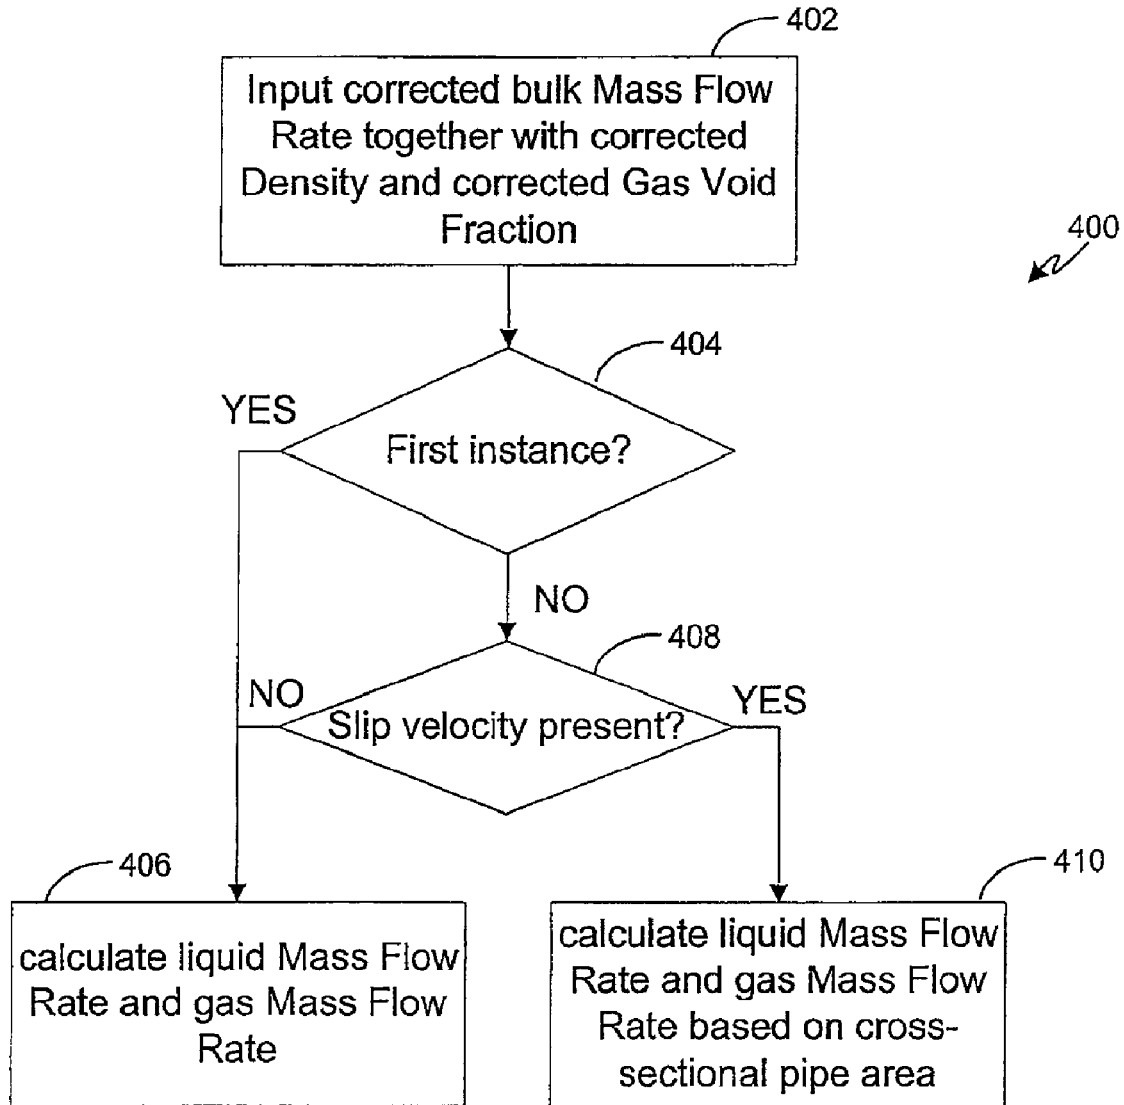 402
Input corrected bulk Mass Flow
Rate together with corrected
Density and corrected Gas Void
Fraction
400
404
YES
First instance?
NO
408
NO
YES
Slip velocity present?
406
410
calculate liquid Mass Flow
Rate and gas Mass Flow
Rate
calculate liquid Mass Flow
Rate and gas Mass Flow
Rate based on cross-
sectional pipe area